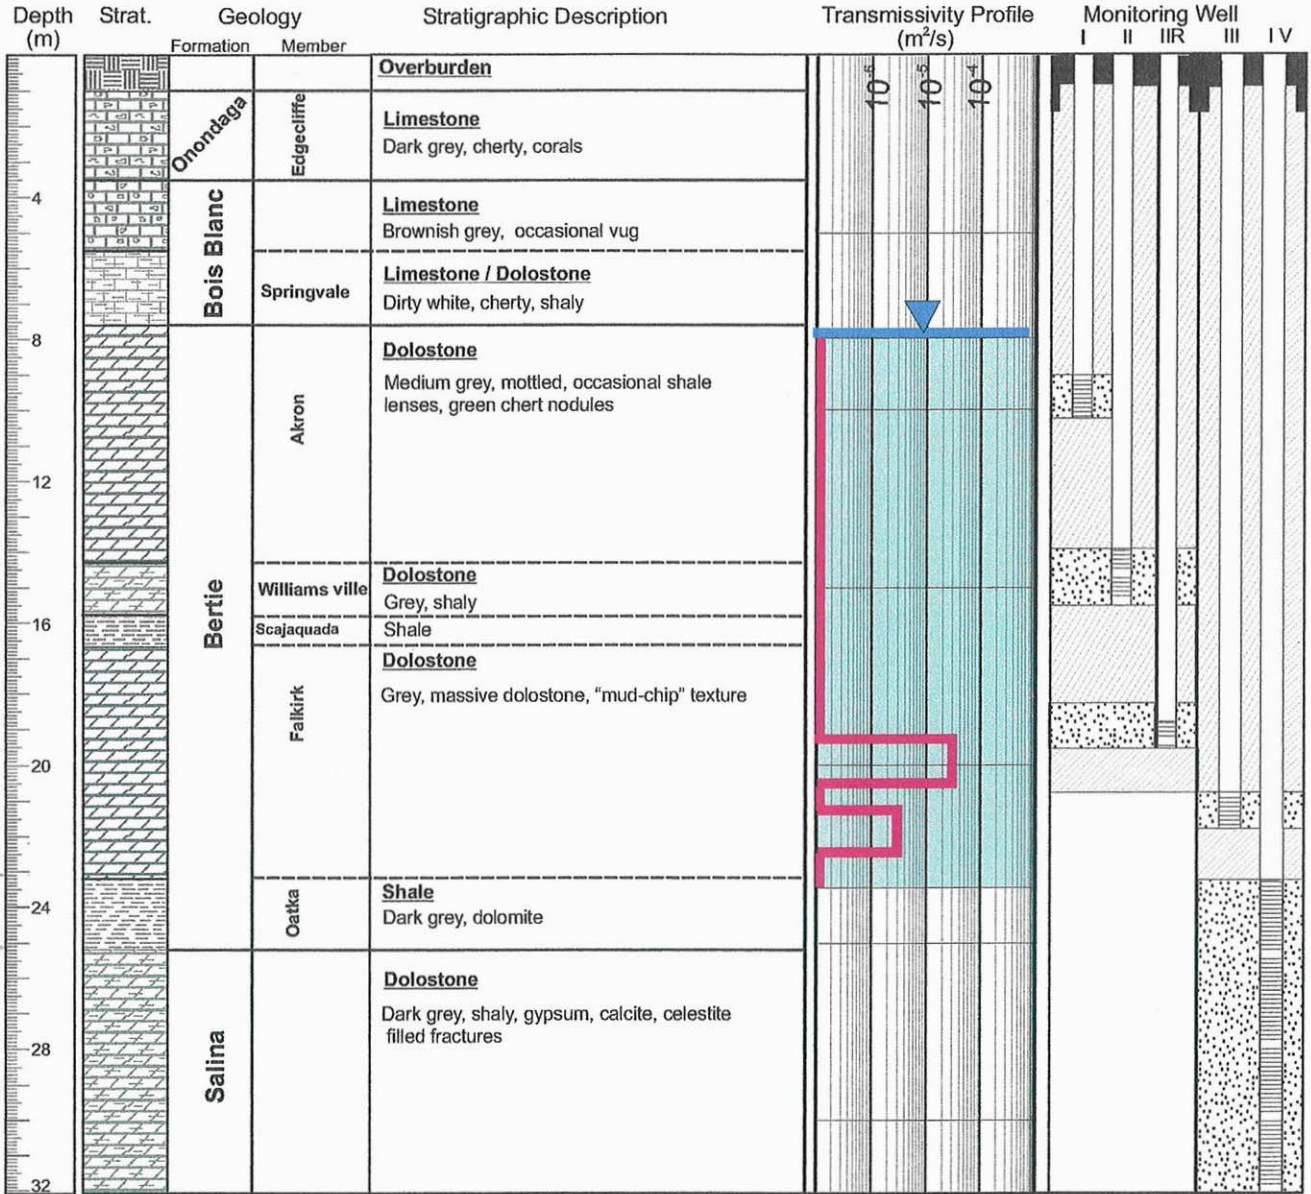 Depth
(m)
Strat.
Geology
Formation
Member
Stratigraphic Description
Transmissivity Profile
(m²/s)
Monitoring Well
I II IIR III I V
10⁻⁶
10⁻⁵
10⁻⁴
Overburden
Onondaga
Edgecliffe
Limestone
Dark grey, cherty, corals
4
Bois Blanc
Limestone
Brownish grey, occasional vug
Springvale
Limestone / Dolostone
Dirty white, cherty, shaly
8
Bertie
Akron
Dolostone
Medium grey, mottled, occasional shale
lenses, green chert nodules
12
Williams ville
Dolostone
Grey, shaly
16
Scajaquada
Shale
Falkirk
Dolostone
Grey, massive dolostone, “mud-chip” texture
20
24
Oatka
Shale
Dark grey, dolomite
Salina
Dolostone
Dark grey, shaly, gypsum, calcite, celestite
filled fractures
28
32